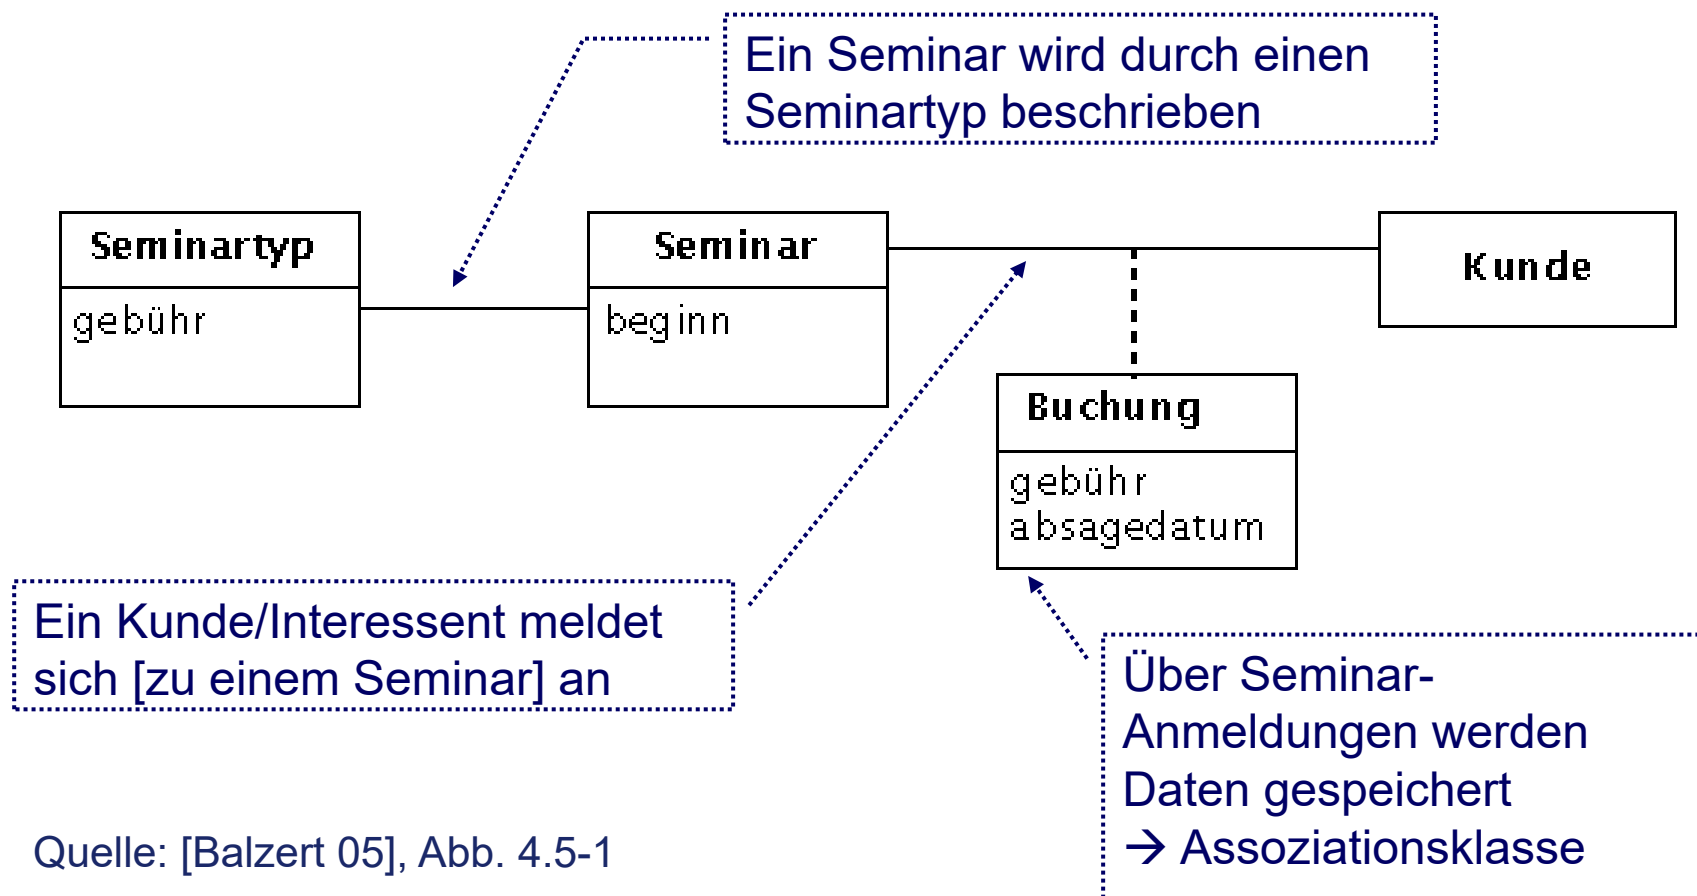 Ein Seminar wird durch einen
Seminartyp beschrieben
Seminartyp
gebühr
Seminar
beginn
Kunde
Buchung
gebühr
absagedatum
Ein Kunde/Interessent meldet
sich [zu einem Seminar] an
Über Seminar-
Anmeldungen werden
Daten gespeichert
→ Assoziationsklasse
Quelle: [Balzert 05], Abb. 4.5-1